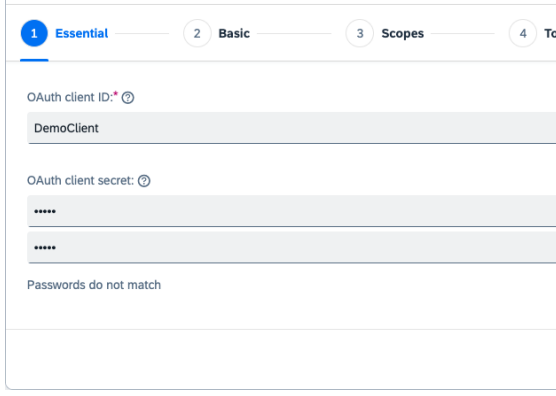 1 Essential 2 Basic 3 Scopes 4 To
OAuth client ID:* ?
DemoClient
OAuth client secret: ?
•••••
•••••
Passwords do not match